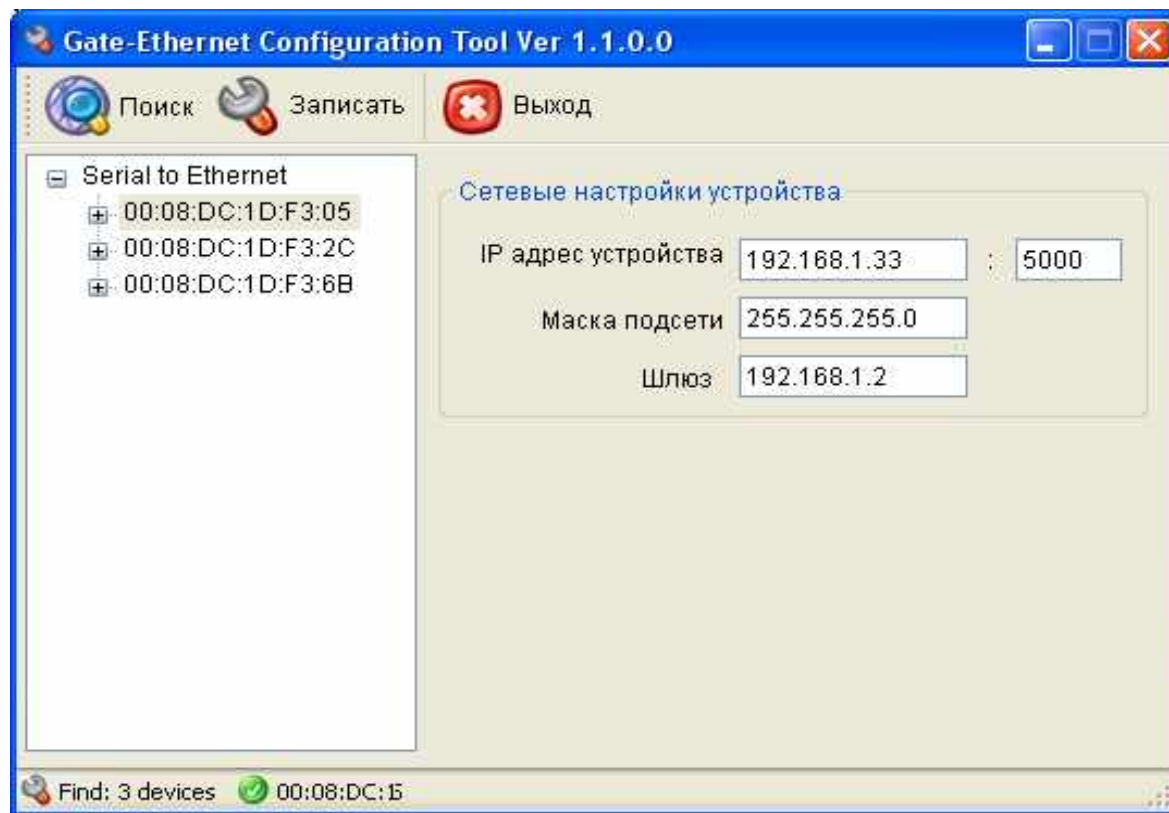 Gate-Ethernet Configuration Tool Ver 1.1.0.0
Поиск Записать Выход
Serial to Ethernet
00:08:DC:1D:F3:05
00:08:DC:1D:F3:2C
00:08:DC:1D:F3:6B
Сетевые настройки устройства
IP адрес устройства 192.168.1.33 : 5000
Маска подсети 255.255.255.0
Шлюз 192.168.1.2
Find: 3 devices 00:08:DC: